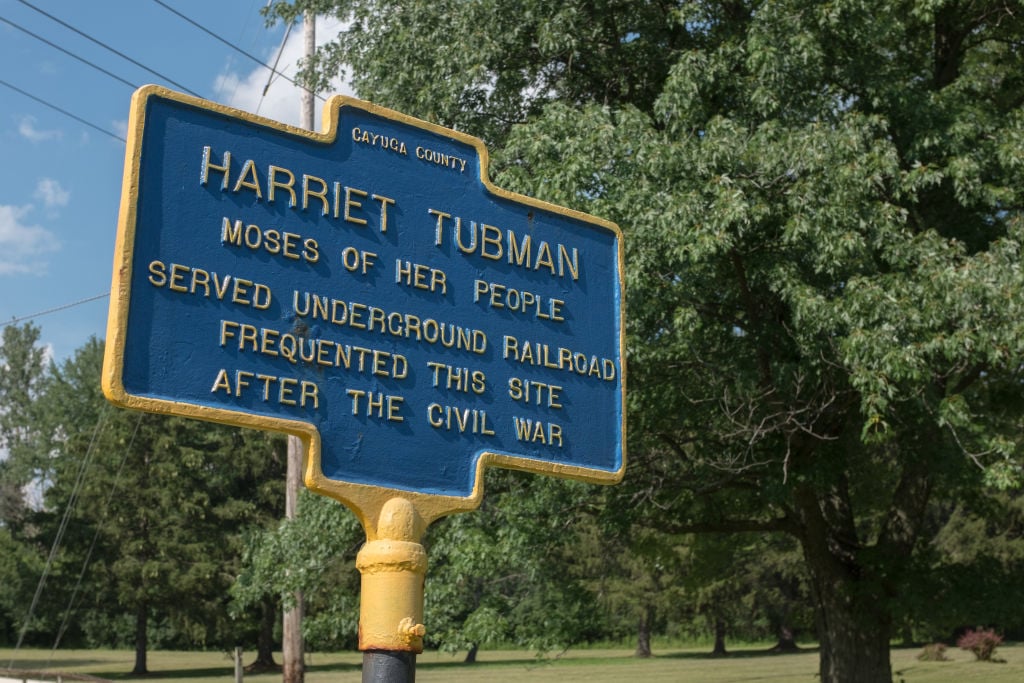 CAYUGA COUNTY
HARRIET TUBMAN
MOSES OF HER PEOPLE
SERVED UNDERGROUND RAILROAD
FREQUENTED THIS SITE
AFTER THE CIVIL WAR